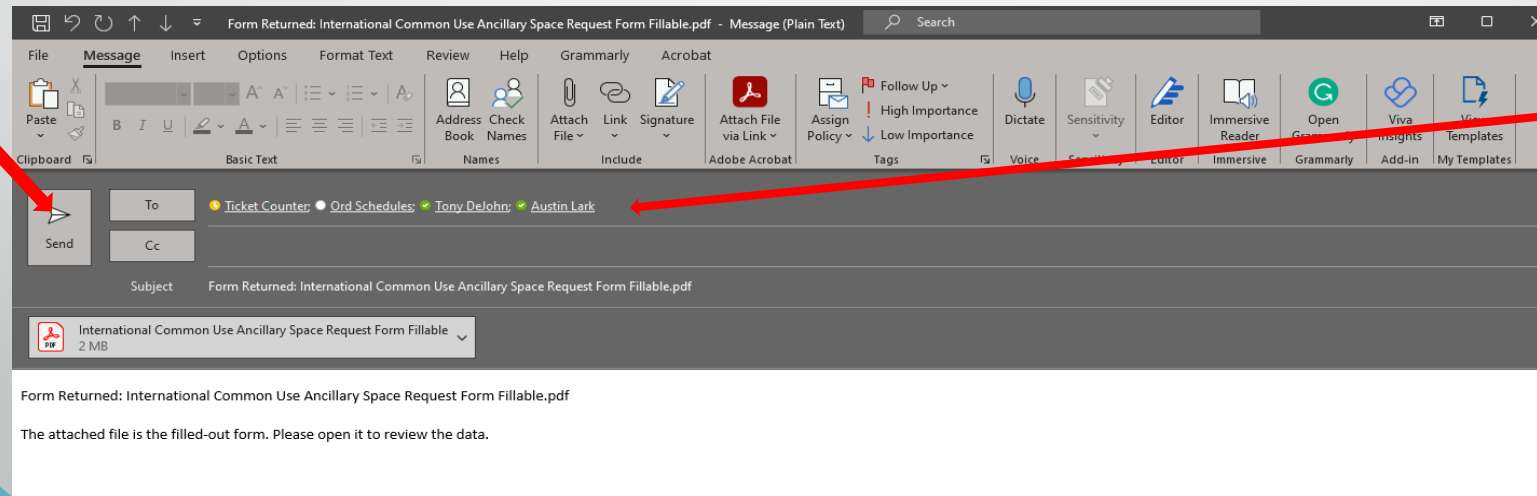 Form Returned: International Common Use Ancillary Space Request Form Fillable.pdf - Message (Plain Text) Search
File Message Insert Options Format Text Review Help Grammarly Acrobat
Paste
B I U A
Address Book
Check Names
Attach File
Link
Signature
Attach File via Link
Assign Policy
Follow Up
High Importance
Low Importance
Dictate
Sensitivity
Editor
Immersive Reader
Open Grammarly
Viva Insights
View Templates
Clipboard Basic Text Names Include Adobe Acrobat Tags Voice Sensitivity Editor Immersive Grammarly Add-in My Templates
Send
To Ticket Counter; Ord Schedules; Tony DeJohn; Austin Lark
Cc
Subject Form Returned: International Common Use Ancillary Space Request Form Fillable.pdf
PDF
International Common Use Ancillary Space Request Form Fillable
2 MB
Form Returned: International Common Use Ancillary Space Request Form Fillable.pdf
The attached file is the filled-out form. Please open it to review the data.